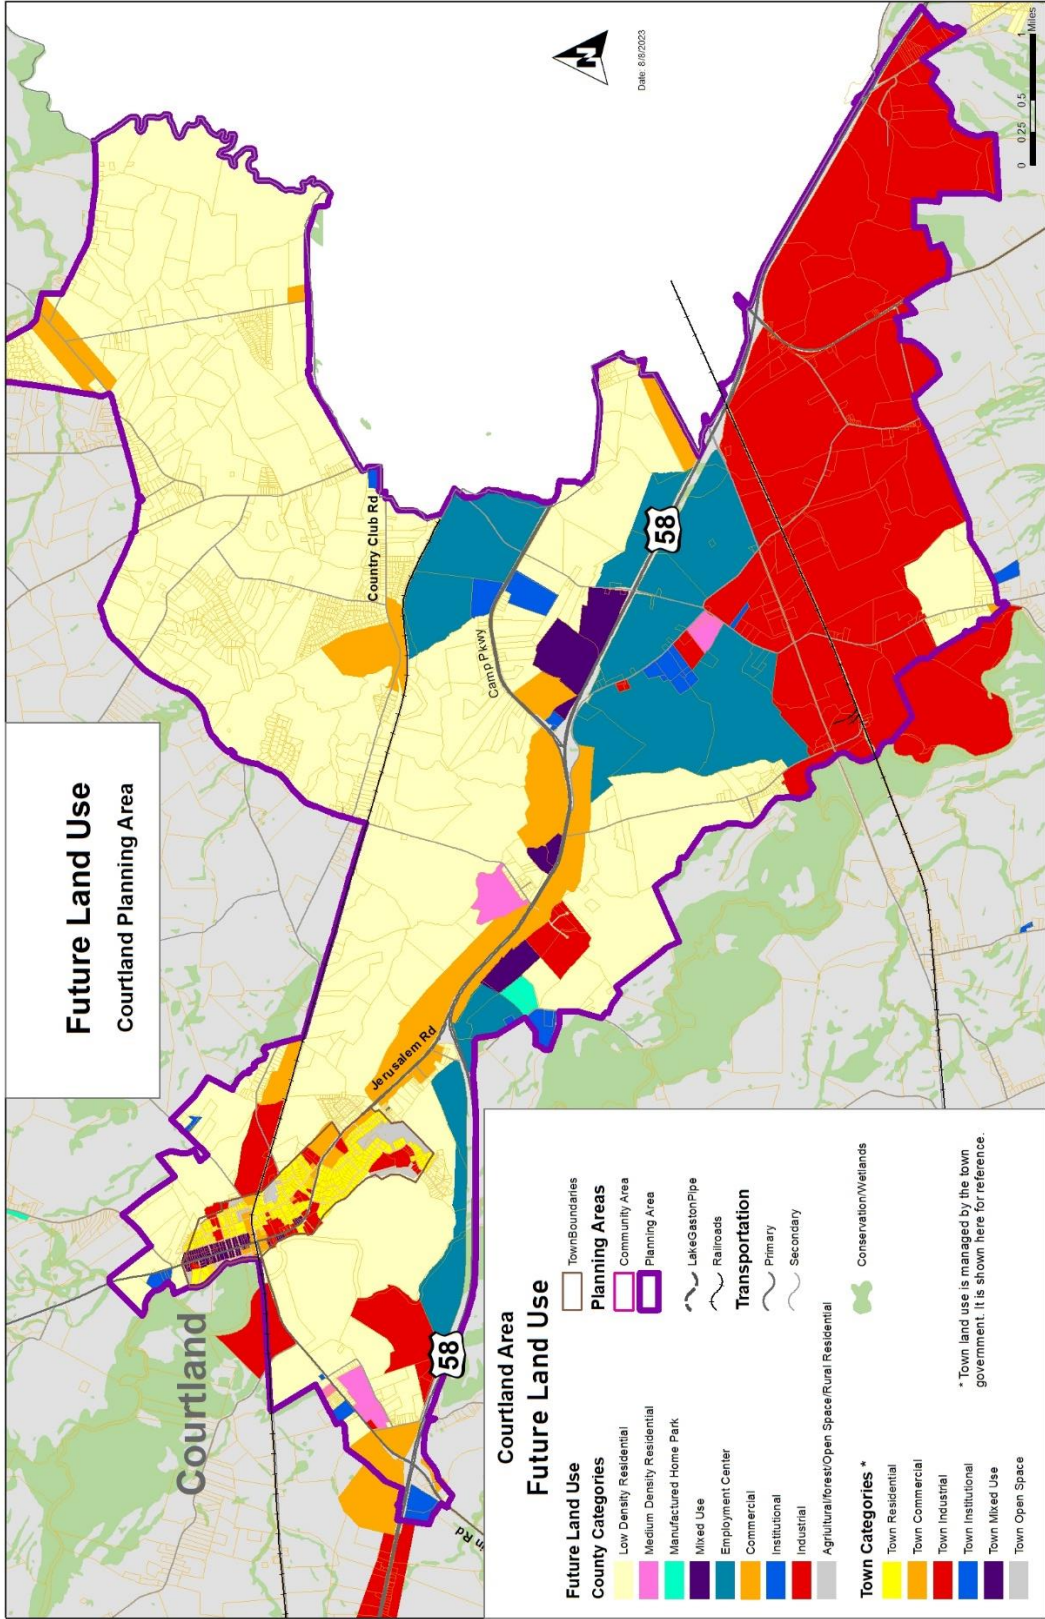 Future Land Use
Courtland Planning Area
N
Date: 8/8/2023
Courtland
Country Club Rd
Camp Pkwy
Jerusalem Rd
58
58
in Rd
0 0.25 0.5 1
Miles
Courtland Area
Future Land Use
Future Land Use
County Categories
Low Density Residential
Medium Density Residential
Manufactured Home Park
Mixed Use
Employment Center
Commercial
Institutional
Industrial
Agriultural/forest/Open Space/Rural Residential
Town Categories *
Town Residential
Town Commercial
Town Industrial
Town Institutional
Town Mixed Use
Town Open Space
TownBoundaries
Planning Areas
Community Area
Planning Area
LakeGastonPipe
Railroads
Transportation
Primary
Secondary
Conservation/Wetlands
* Town land use is managed by the town
government. It is shown here for reference.